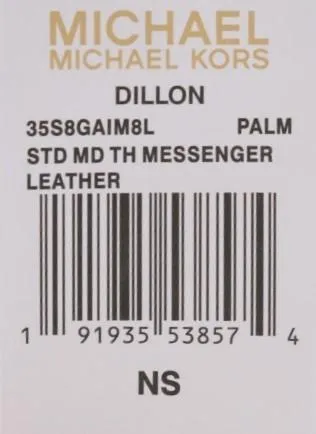 MICHAEL
MICHAEL KORS
DILLON
35S8GAIM8L PALM
STD MD TH MESSENGER
LEATHER
1 91935 53857 4
NS